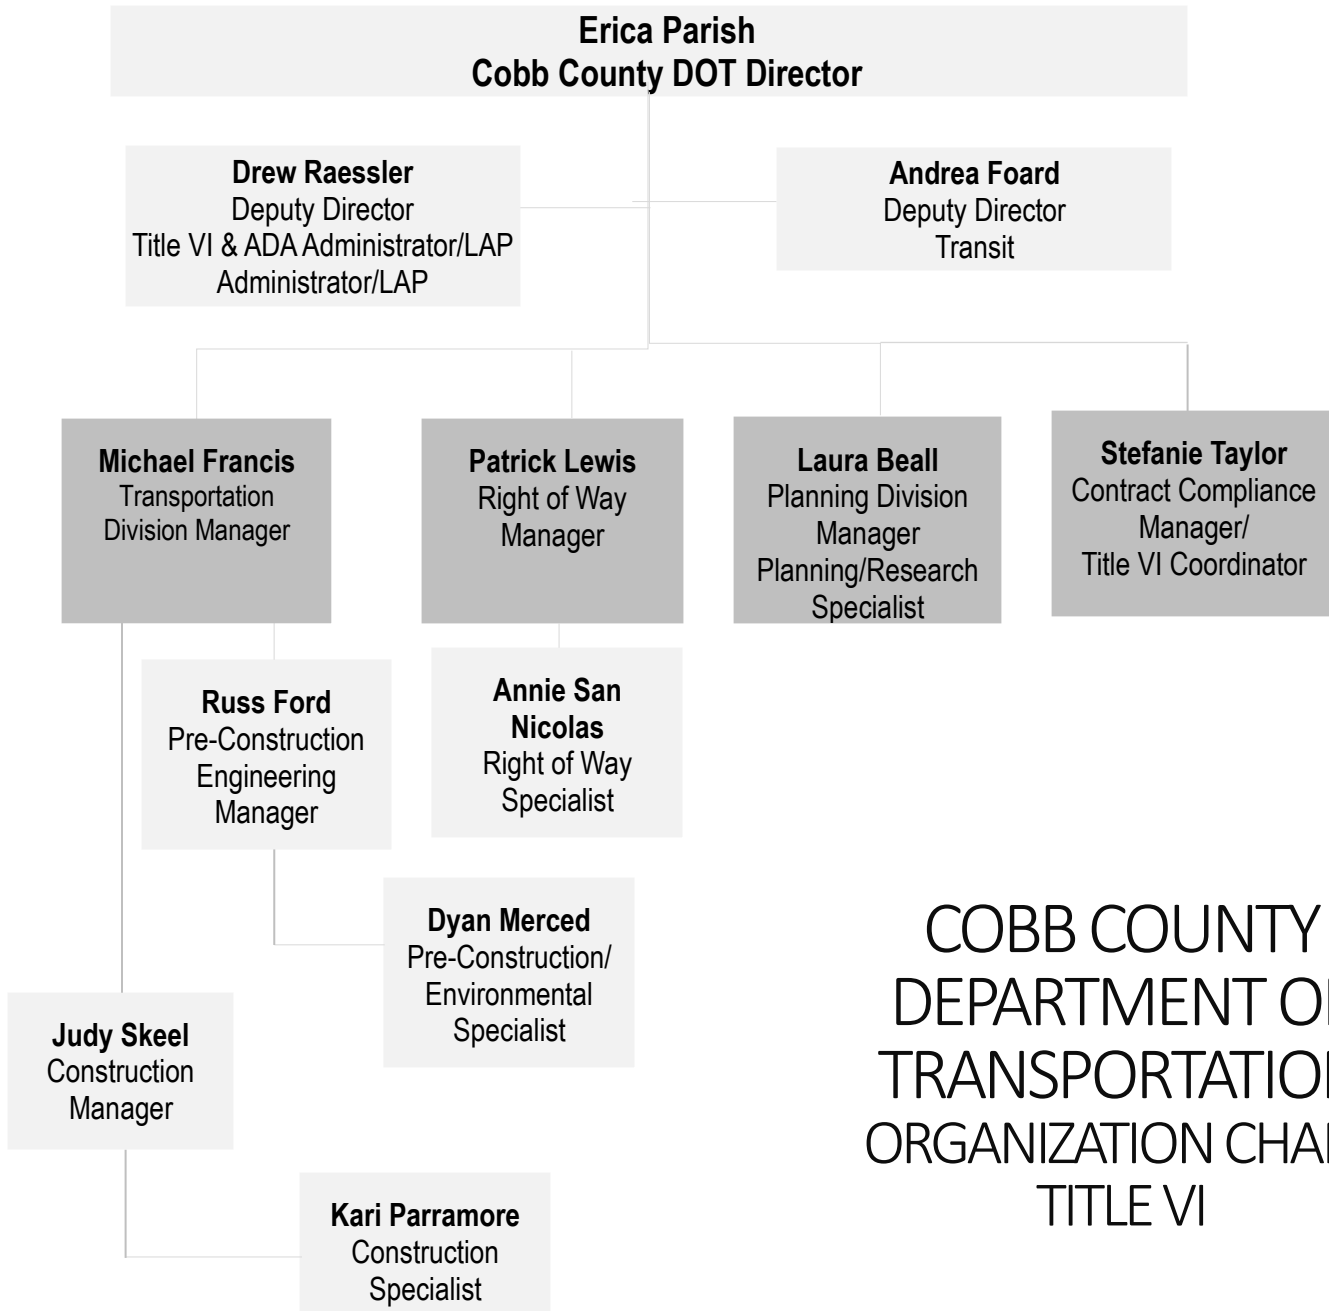 Erica Parish
Cobb County DOT Director
Drew Raessler
Deputy Director
Title VI & ADA Administrator/LAP
Administrator/LAP
Andrea Foard
Deputy Director
Transit
Michael Francis
Transportation
Division Manager
Patrick Lewis
Right of Way
Manager
Laura Beall
Planning Division
Manager
Planning/Research
Specialist
Stefanie Taylor
Contract Compliance
Manager/
Title VI Coordinator
Russ Ford
Pre-Construction
Engineering
Manager
Annie San
Nicolas
Right of Way
Specialist
Dyan Merced
Pre-Construction/
Environmental
Specialist
Judy Skeel
Construction
Manager
Kari Parramore
Construction
Specialist
COBB COUNTY
DEPARTMENT
TRANSPORTATIO
ORGANIZATION CHA
TITLE VI